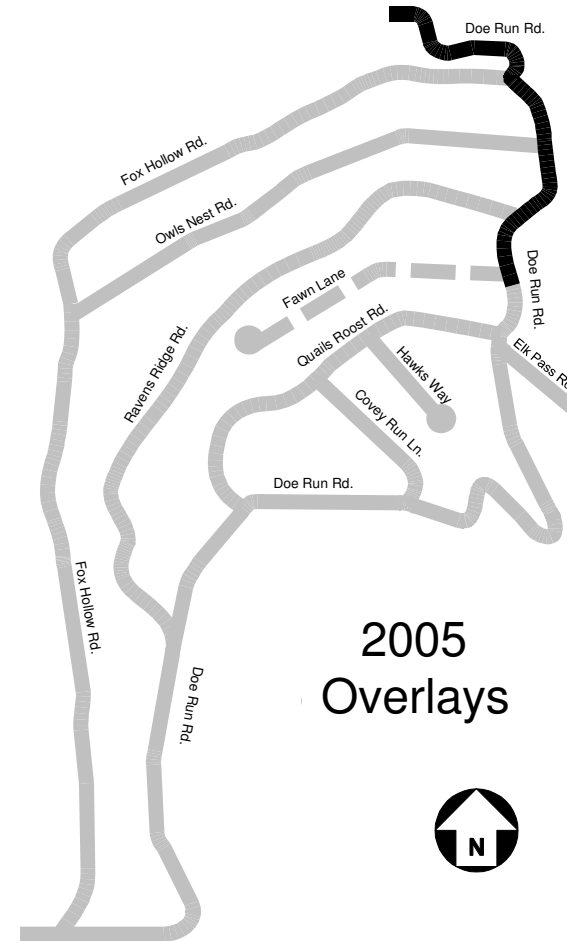 Doe Run Rd.
Fox Hollow Rd.
Owls Nest Rd.
Doe Run Rd.
Fawn Lane
Ravens Ridge Rd.
Quails Roost Rd.
Elk Pass Rd
Hawks Way
Covey Run Ln.
Doe Run Rd.
Fox Hollow Rd.
Doe Run Rd.
2005
Overlays
N